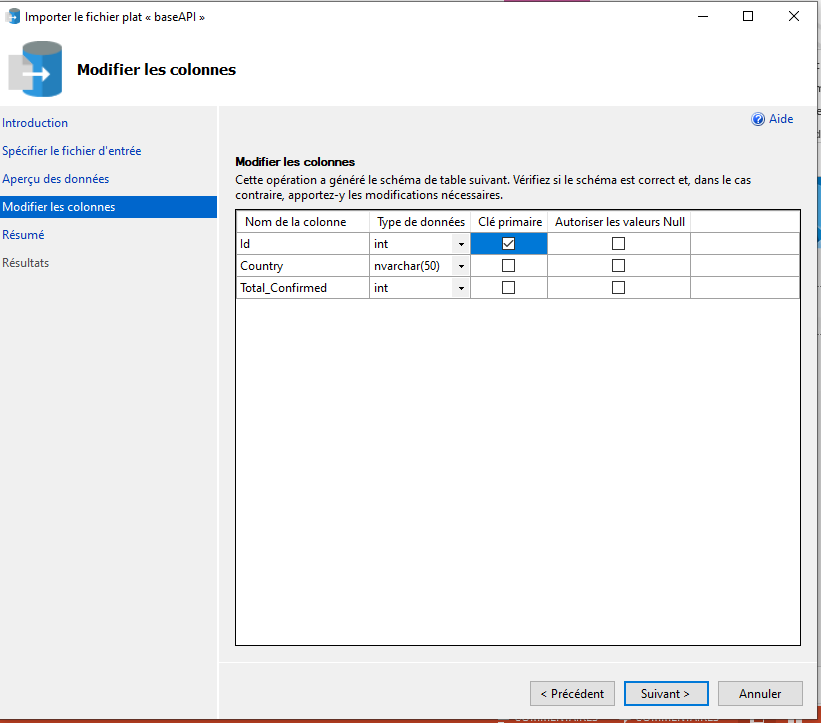 Importer le fichier plat « baseAPI »
Modifier les colonnes
Introduction
Spécifier le fichier d'entrée
Aperçu des données
Modifier les colonnes
Résumé
Résultats
Aide
Modifier les colonnes
Cette opération a généré le schéma de table suivant. Vérifiez si le schéma est correct et, dans le cas
contraire, apportez-y les modifications nécessaires.
Nom de la colonne Type de données Clé primaire Autoriser les valeurs Null
Id int
Country nvarchar(50)
Total_Confirmed int
< Précédent Suivant > Annuler